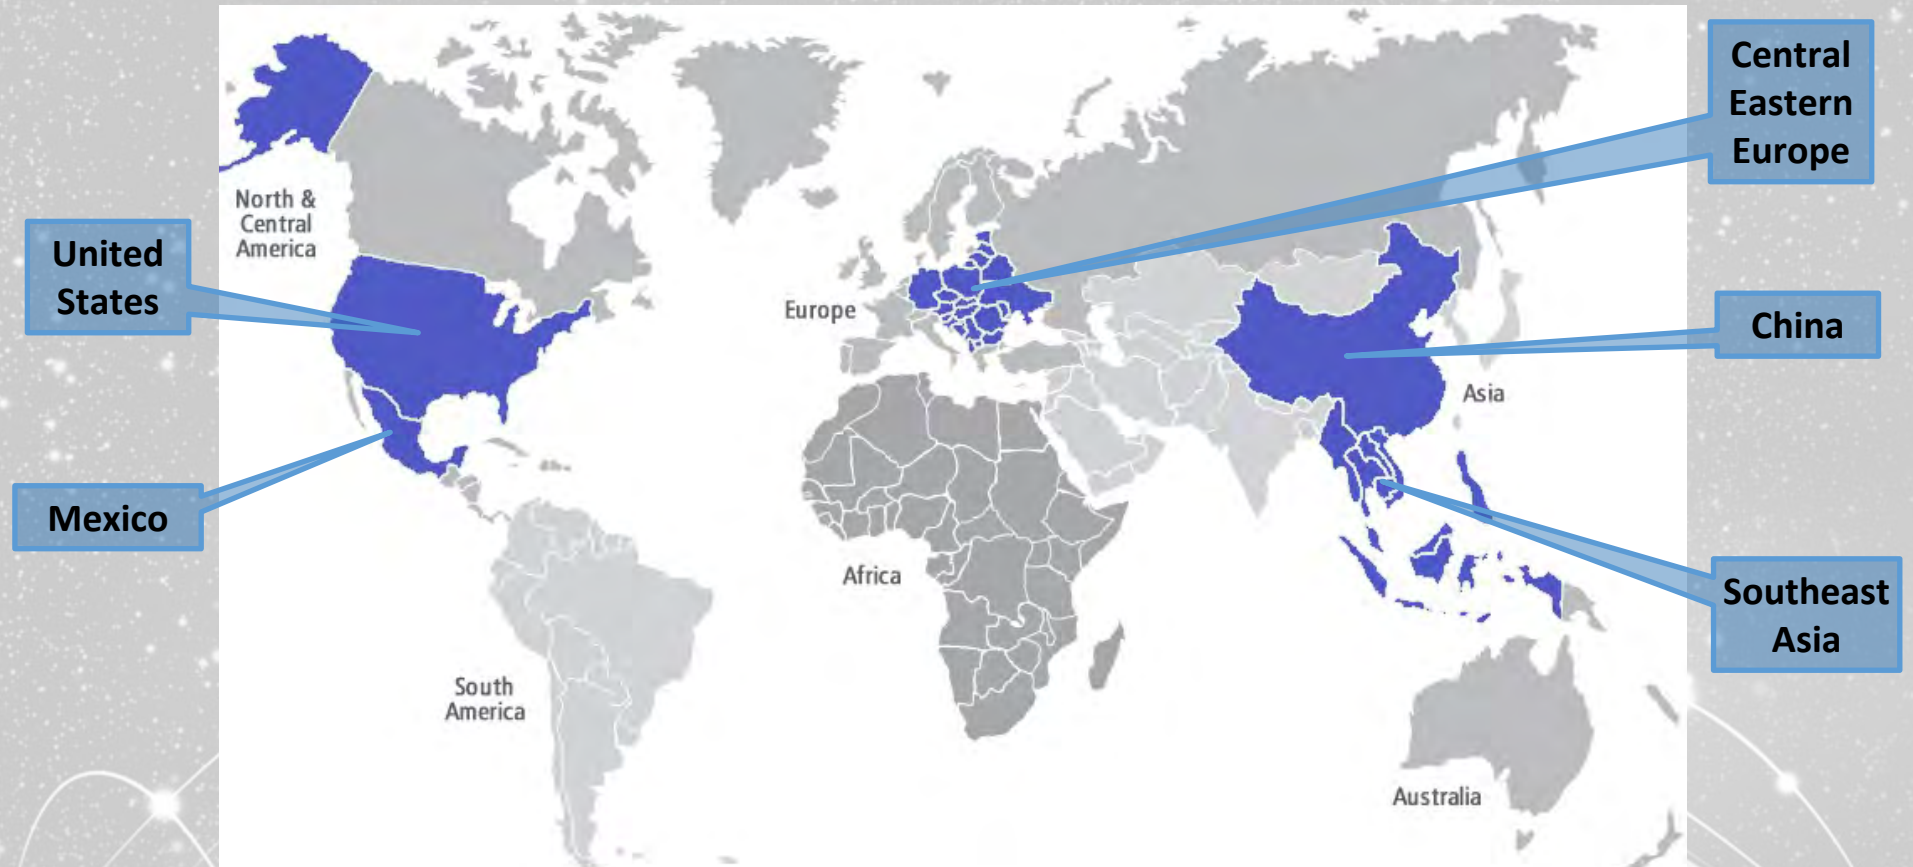 Central
Eastern
Europe
North &
Central
America
United
States
Europe
China
Asia
Mexico
Africa
Southeast
Asia
South
America
Australia